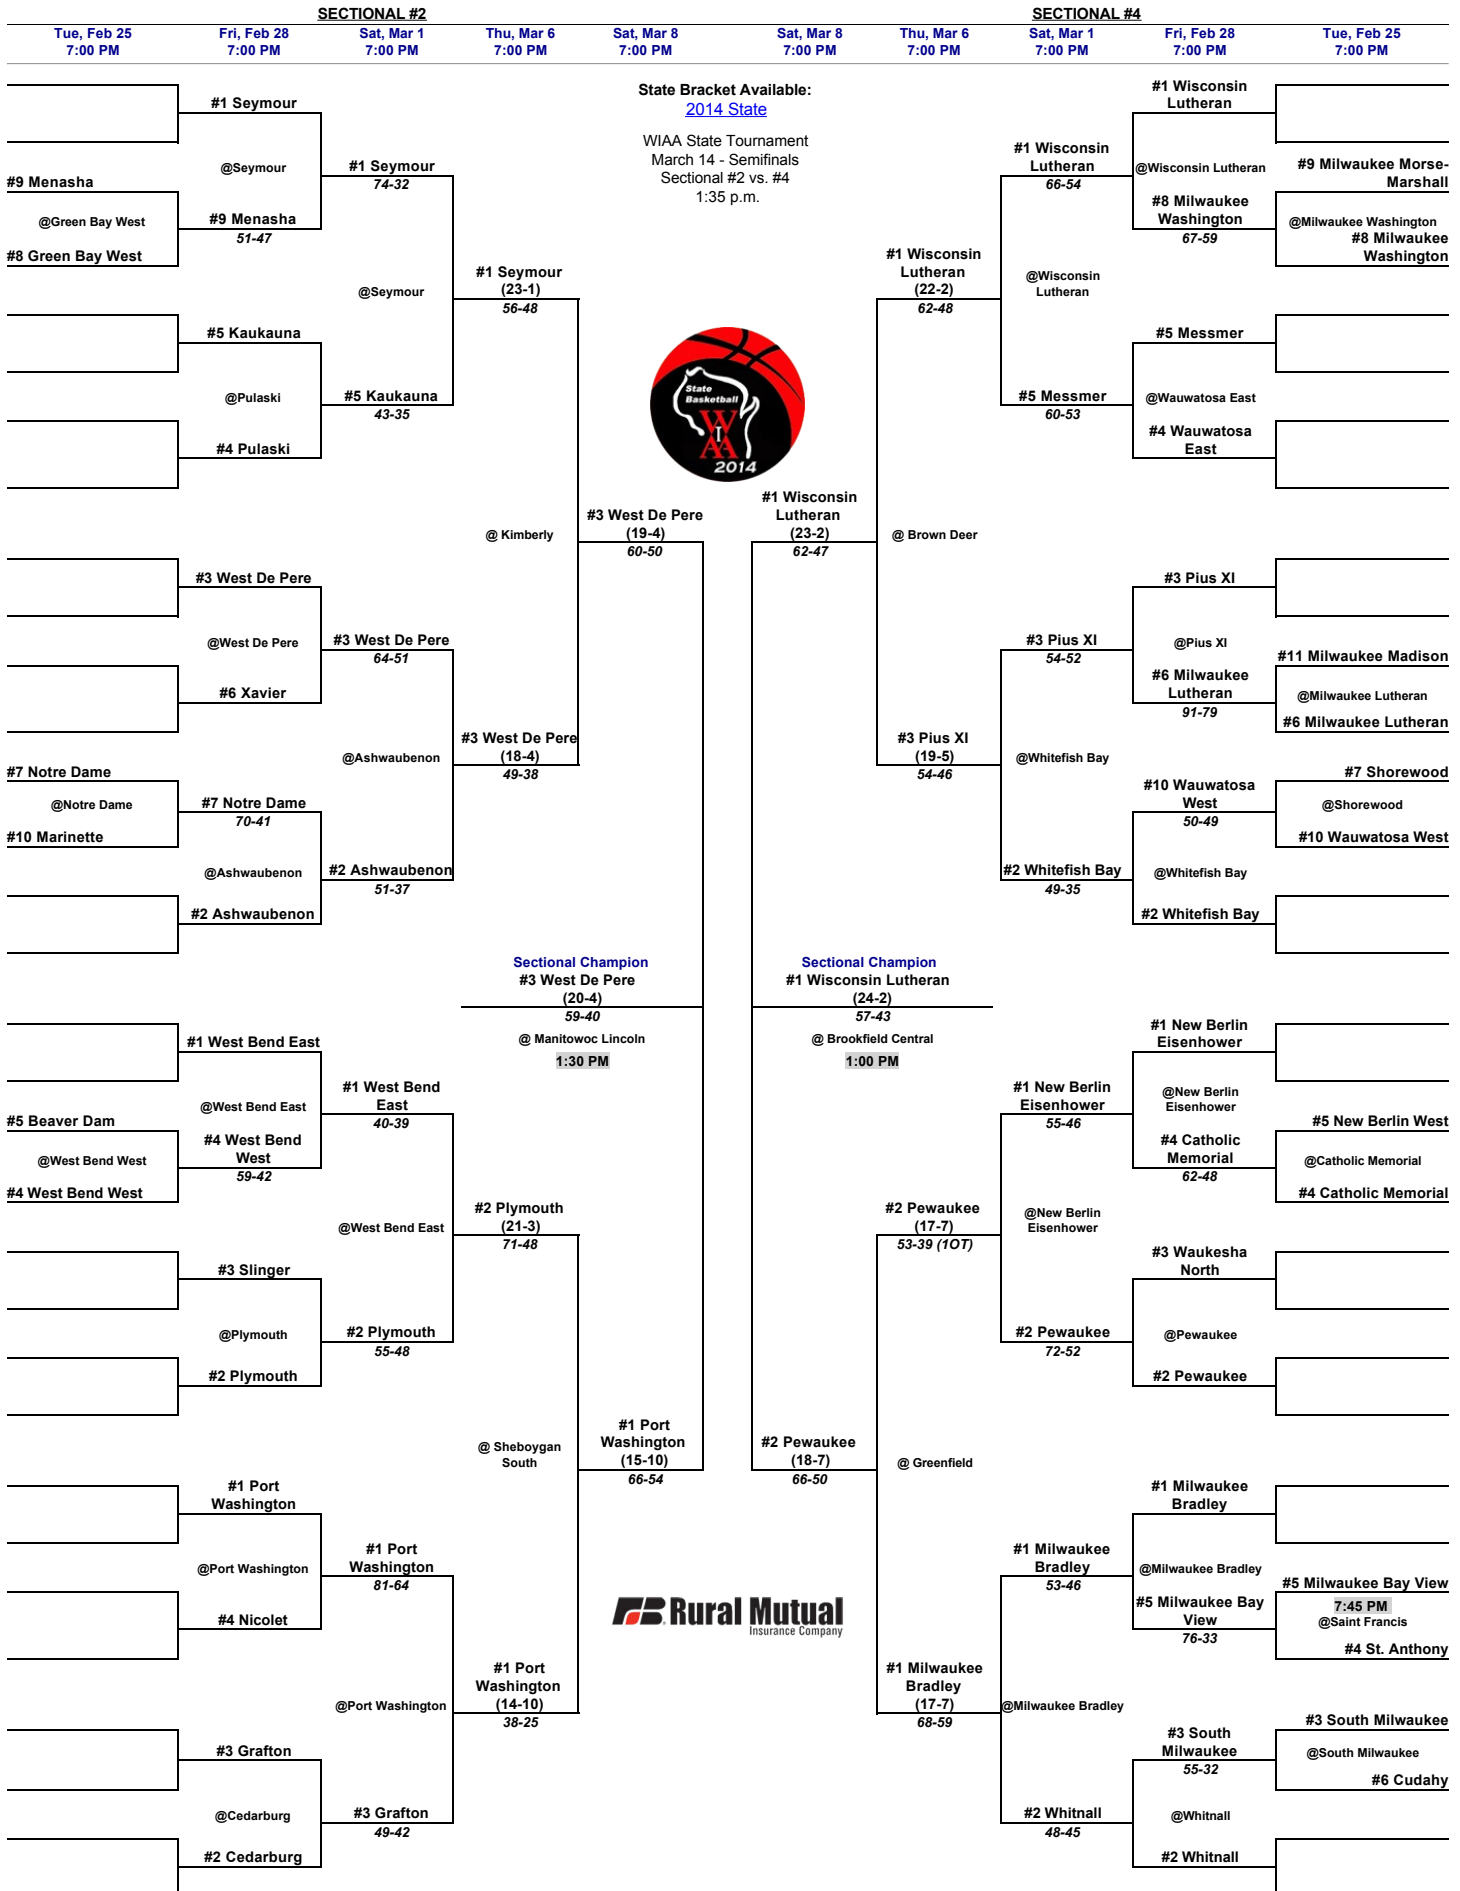 SECTIONAL #2
SECTIONAL #4
Tue, Feb 25
7:00 PM
Fri, Feb 28
7:00 PM
Sat, Mar 1
7:00 PM
Thu, Mar 6
7:00 PM
Sat, Mar 8
7:00 PM
Sat, Mar 8
7:00 PM
Thu, Mar 6
7:00 PM
Sat, Mar 1
7:00 PM
Fri, Feb 28
7:00 PM
Tue, Feb 25
7:00 PM
State Bracket Available:
2014 State
WIAA State Tournament
March 14 - Semifinals
Sectional #2 vs. #4
1:35 p.m.
State
Basketball
WIAA
2014
#9 Menasha
@Green Bay West
#8 Green Bay West
#7 Notre Dame
@Notre Dame
#10 Marinette
#5 Beaver Dam
@West Bend West
#4 West Bend West
#1 Seymour
@Seymour
#9 Menasha
51-47
#5 Kaukauna
@Pulaski
#4 Pulaski
#3 West De Pere
@West De Pere
#6 Xavier
#7 Notre Dame
70-41
@Ashwaubenon
#2 Ashwaubenon
#1 West Bend East
@West Bend East
#4 West Bend
West
59-42
#3 Slinger
@Plymouth
#2 Plymouth
#1 Port
Washington
@Port Washington
#4 Nicolet
#3 Grafton
@Cedarburg
#2 Cedarburg
#1 Seymour
74-32
@Seymour
#5 Kaukauna
43-35
#3 West De Pere
64-51
@Ashwaubenon
#2 Ashwaubenon
51-37
#1 West Bend
East
40-39
@West Bend East
#2 Plymouth
55-48
#1 Port
Washington
81-64
@Port Washington
#3 Grafton
49-42
#1 Seymour
(23-1)
56-48
@ Kimberly
#3 West De Pere
(18-4)
49-38
#2 Plymouth
(21-3)
71-48
@ Sheboygan
South
#1 Port
Washington
(14-10)
38-25
#3 West De Pere
(19-4)
60-50
Sectional Champion
#3 West De Pere
(20-4)
59-40
@ Manitowoc Lincoln
1:30 PM
#1 Port
Washington
(15-10)
66-54
Rural Mutual
Insurance Company
#1 Wisconsin
Lutheran
(23-2)
62-47
Sectional Champion
#1 Wisconsin Lutheran
(24-2)
57-43
@ Brookfield Central
1:00 PM
#2 Pewaukee
(18-7)
66-50
#1 Wisconsin
Lutheran
(22-2)
62-48
@ Brown Deer
#3 Pius XI
(19-5)
54-46
#2 Pewaukee
(17-7)
53-39 (1OT)
@ Greenfield
#1 Milwaukee
Bradley
(17-7)
68-59
#1 Wisconsin
Lutheran
66-54
@Wisconsin
Lutheran
#5 Messmer
60-53
#3 Pius XI
54-52
@Whitefish Bay
#2 Whitefish Bay
49-35
#1 New Berlin
Eisenhower
55-46
@New Berlin
Eisenhower
#2 Pewaukee
72-52
#1 Milwaukee
Bradley
53-46
@Milwaukee Bradley
#2 Whitnall
48-45
#1 Wisconsin
Lutheran
@Wisconsin Lutheran
#8 Milwaukee
Washington
67-59
#5 Messmer
@Wauwatosa East
#4 Wauwatosa
East
#3 Pius XI
@Pius XI
#6 Milwaukee
Lutheran
91-79
#10 Wauwatosa
West
50-49
@Whitefish Bay
#2 Whitefish Bay
#1 New Berlin
Eisenhower
@New Berlin
Eisenhower
#4 Catholic
Memorial
62-48
#3 Waukesha
North
@Pewaukee
#2 Pewaukee
#1 Milwaukee
Bradley
@Milwaukee Bradley
#5 Milwaukee Bay
View
76-33
#3 South
Milwaukee
55-32
@Whitnall
#2 Whitnall
#9 Milwaukee Morse-
Marshall
@Milwaukee Washington
#8 Milwaukee
Washington
#11 Milwaukee Madison
@Milwaukee Lutheran
#6 Milwaukee Lutheran
#7 Shorewood
@Shorewood
#10 Wauwatosa West
#5 New Berlin West
@Catholic Memorial
#4 Catholic Memorial
#5 Milwaukee Bay View
7:45 PM
@Saint Francis
#4 St. Anthony
#3 South Milwaukee
@South Milwaukee
#6 Cudahy